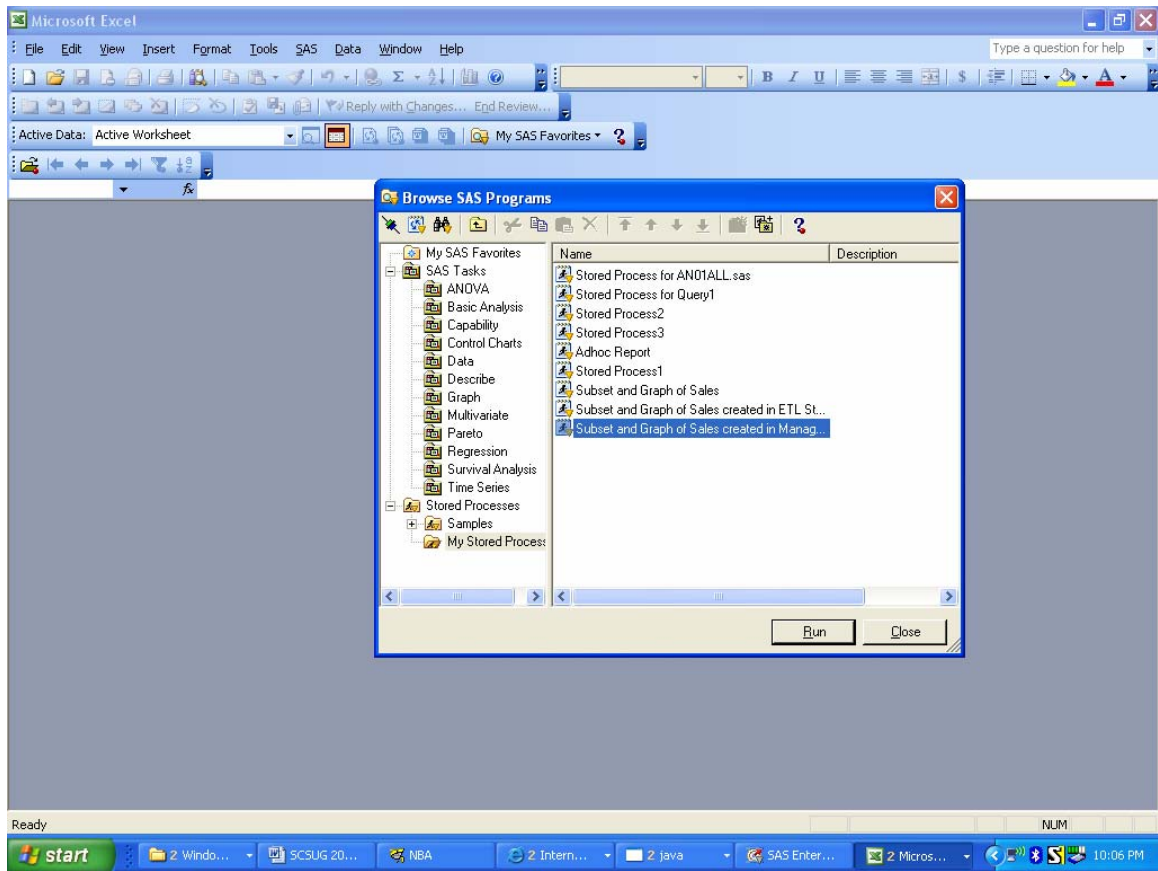 Microsoft Excel
File Edit View Insert Format Tools SAS Data Window Help
Type a question for help
Σ B I U $ A
Reply with Changes... End Review...
Active Data: Active Worksheet My SAS Favorites ?
fx
Browse SAS Programs
?
My SAS Favorites
SAS Tasks
ANOVA
Basic Analysis
Capability
Control Charts
Data
Describe
Graph
Multivariate
Pareto
Regression
Survival Analysis
Time Series
Stored Processes
Samples
My Stored Process
Name Description
Stored Process for AN01ALL.sas
Stored Process for Query1
Stored Process2
Stored Process3
Adhoc Report
Stored Process1
Subset and Graph of Sales
Subset and Graph of Sales created in ETL St...
Subset and Graph of Sales created in Manag...
Run Close
Ready NUM
start 2 Windo... SCSUG 20... NBA 2 Intern... 2 java SAS Enter... 2 Micros... 10:06 PM